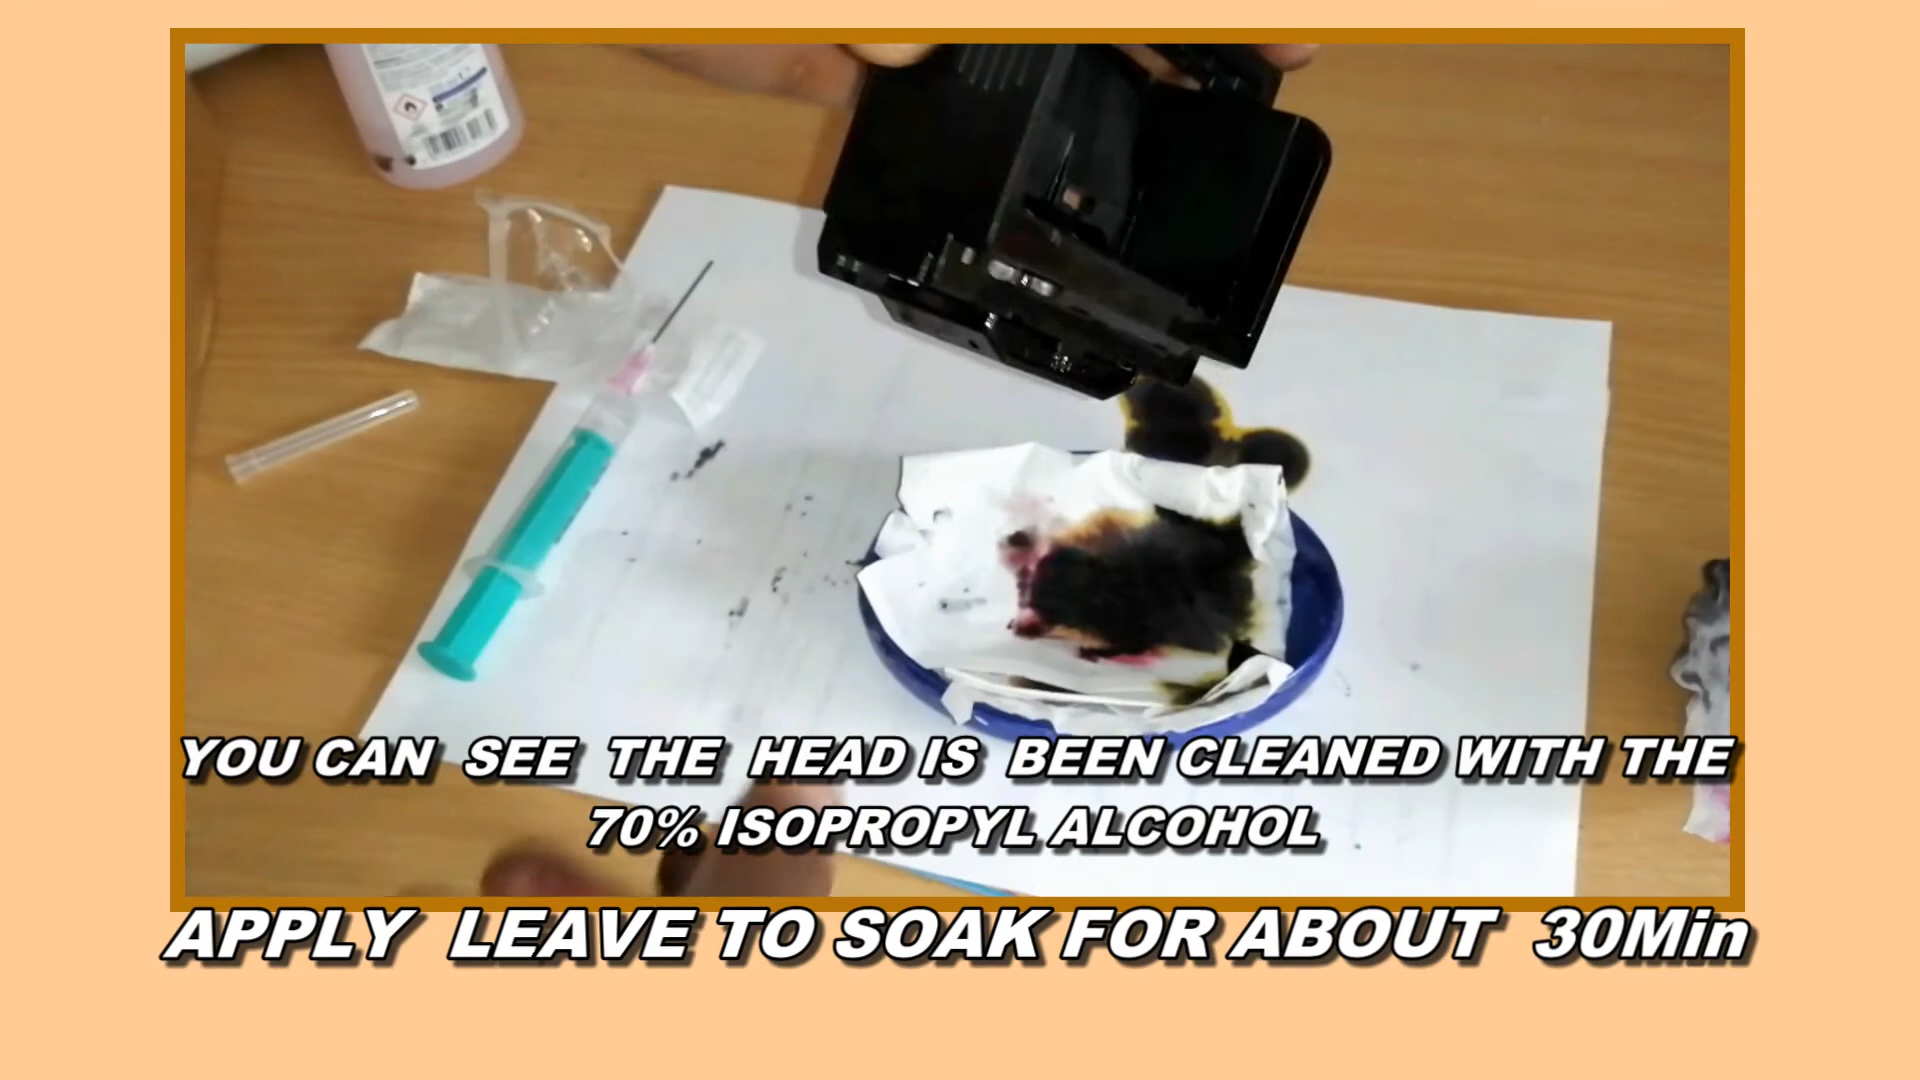 YOU CAN SEE THE HEAD IS BEEN CLEANED WITH THE
70% ISOPROPYL ALCOHOL
APPLY LEAVE TO SOAK FOR ABOUT 30Min